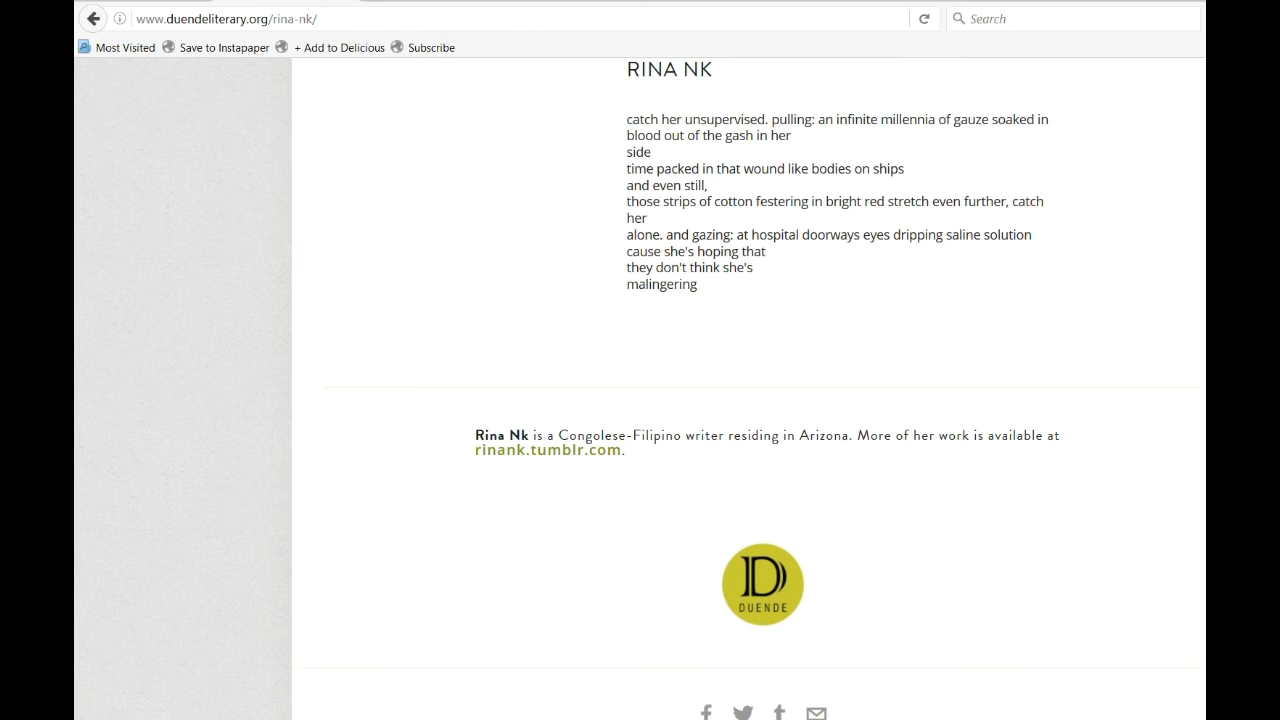 www.duendeliterary.org/rina-nk/
Search
Most Visited Save to Instapaper + Add to Delicious Subscribe
RINA NK
catch her unsupervised. pulling: an infinite millennia of gauze soaked in
blood out of the gash in her
side
time packed in that wound like bodies on ships
and even still,
those strips of cotton festering in bright red stretch even further, catch
her
alone. and gazing: at hospital doorways eyes dripping saline solution
cause she's hoping that
they don't think she's
malingering
Rina Nk is a Congolese-Filipino writer residing in Arizona. More of her work is available at
rinank.tumblr.com.
D
DUENDE